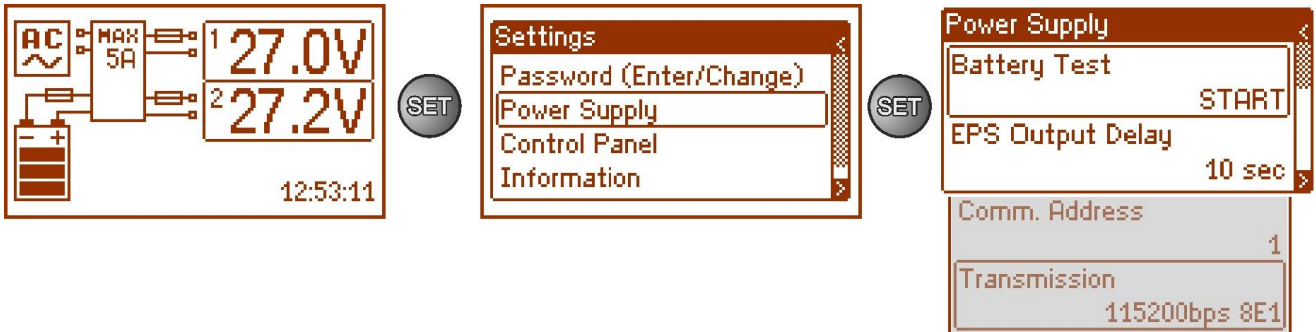 AC
MAX
5A
1 27.0V
2 27.2V
- +
12:53:11
SET
Settings
Password (Enter/Change)
Power Supply
Control Panel
Information
SET
Power Supply
Battery Test
START
EPS Output Delay
10 sec
Comm. Address
1
Transmission
115200bps 8E1